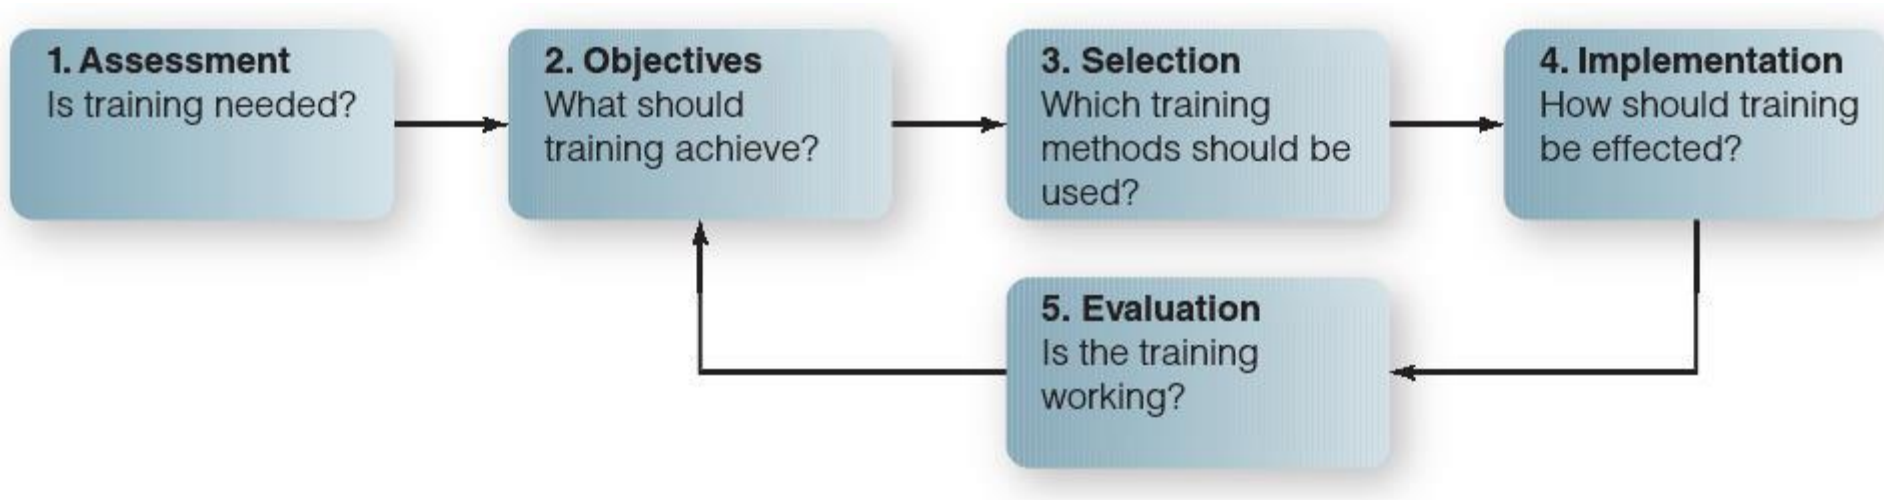 1. Assessment
Is training needed?
2. Objectives
What should
training achieve?
3. Selection
Which training
methods should be
used?
4. Implementation
How should training
be effected?
5. Evaluation
Is the training
working?